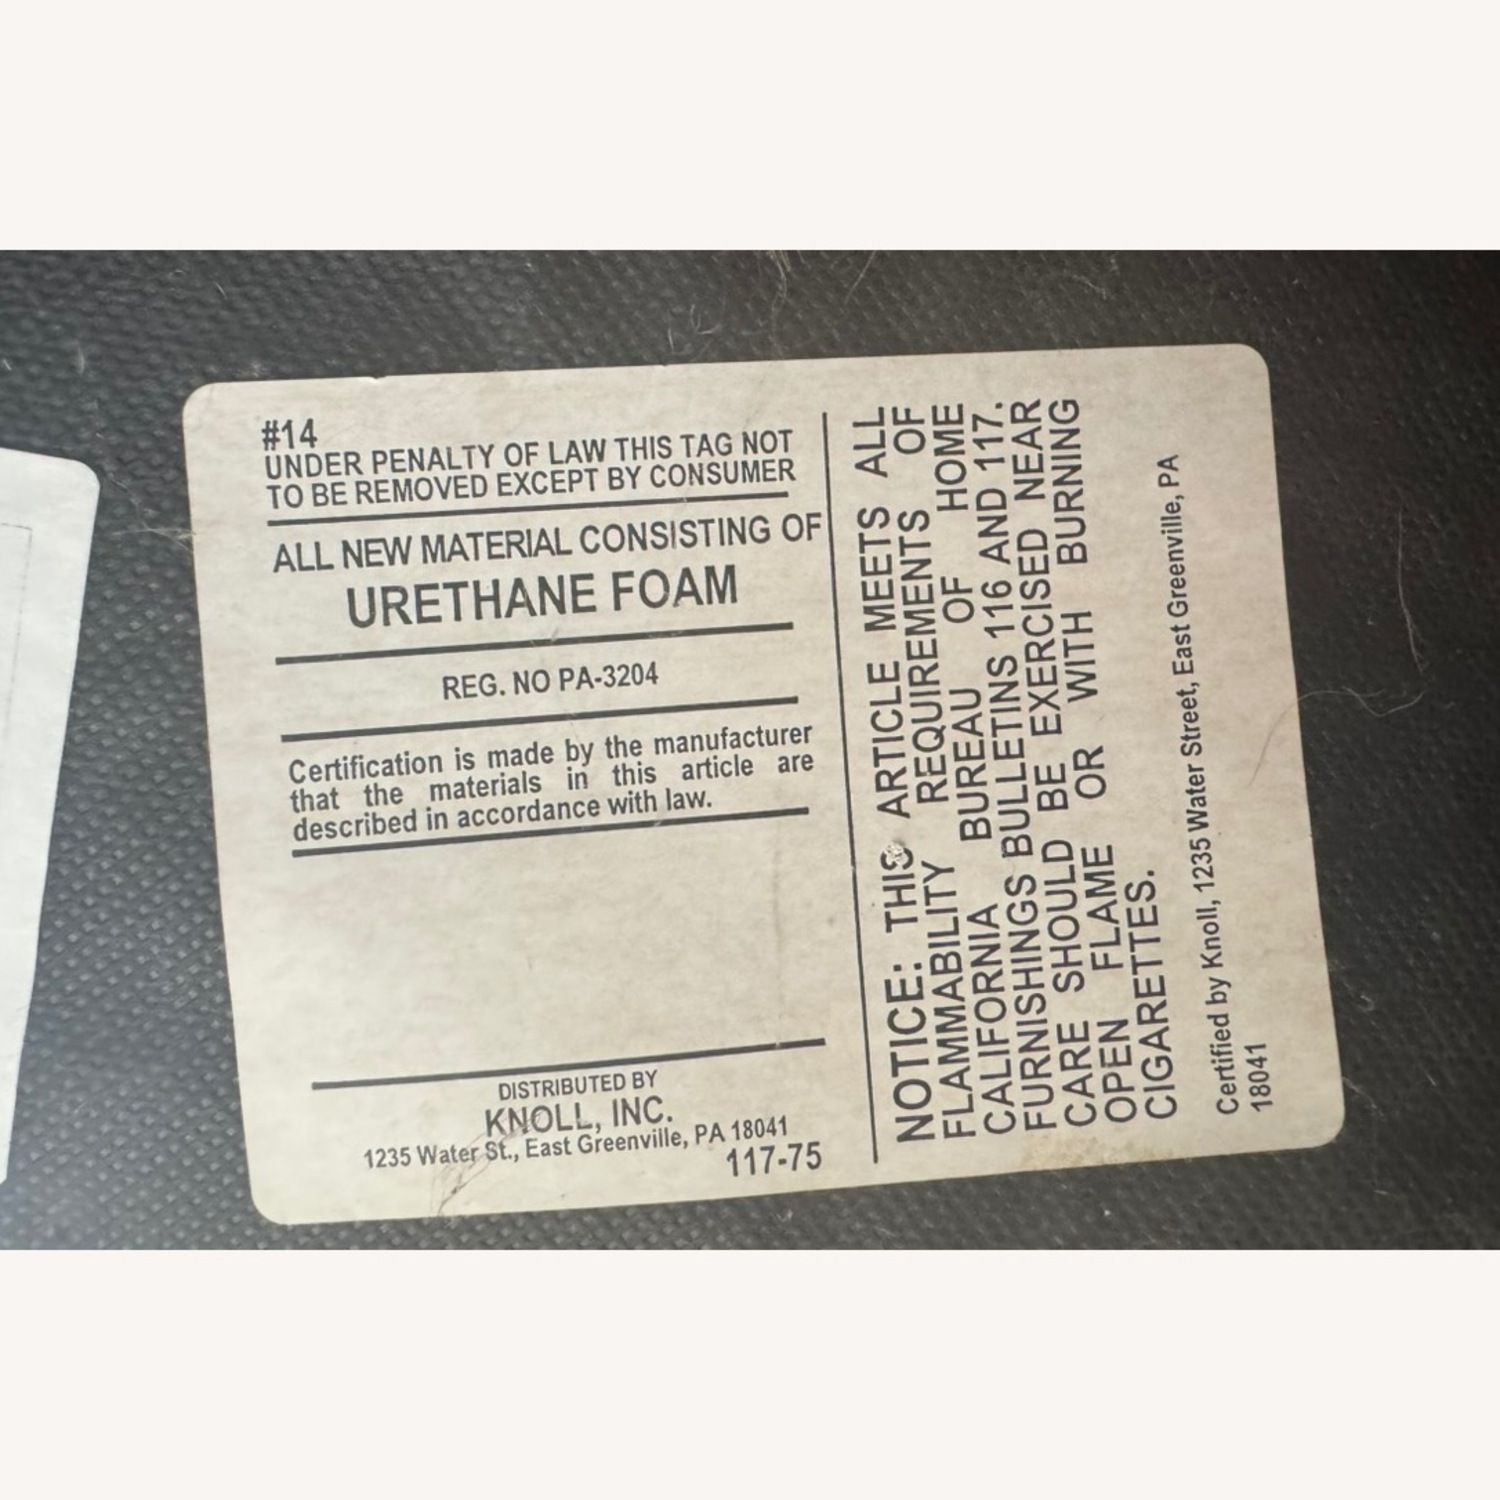 #14
UNDER PENALTY OF LAW THIS TAG NOT
TO BE REMOVED EXCEPT BY CONSUMER
ALL NEW MATERIAL CONSISTING OF
URETHANE FOAM
REG. NO PA-3204
Certification is made by the manufacturer
that the materials in this article are
described in accordance with law.
DISTRIBUTED BY
KNOLL, INC.
1235 Water St., East Greenville, PA 18041
117-75
NOTICE: THIS ARTICLE MEETS ALL
FLAMMABILITY REQUIREMENTS OF
CALIFORNIA BUREAU OF HOME
FURNISHINGS BULLETINS 116 AND 117.
CARE SHOULD BE EXERCISED NEAR
OPEN FLAME OR WITH BURNING
CIGARETTES.
Certified by Knoll, 1235 Water Street, East Greenville, PA
18041